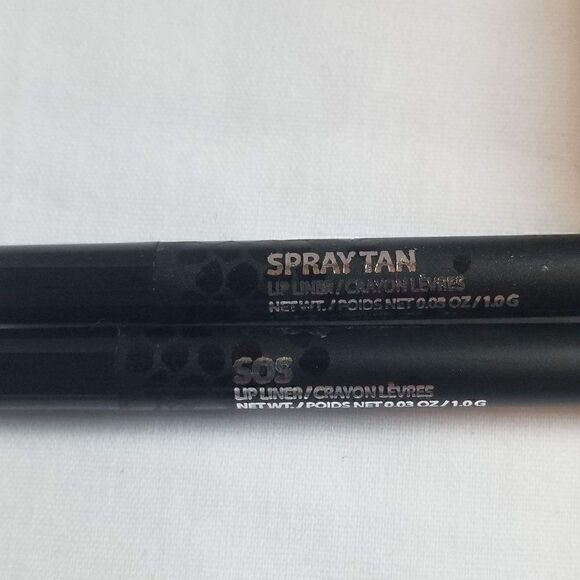 SPRAY TAN
LIP LINER / CRAYON LÈVRES
NET WT. / POIDS NET 0.03 OZ / 1.0 G
SOS
LIP LINER / CRAYON LÈVRES
NET WT. / POIDS NET 0.03 OZ / 1.0 G